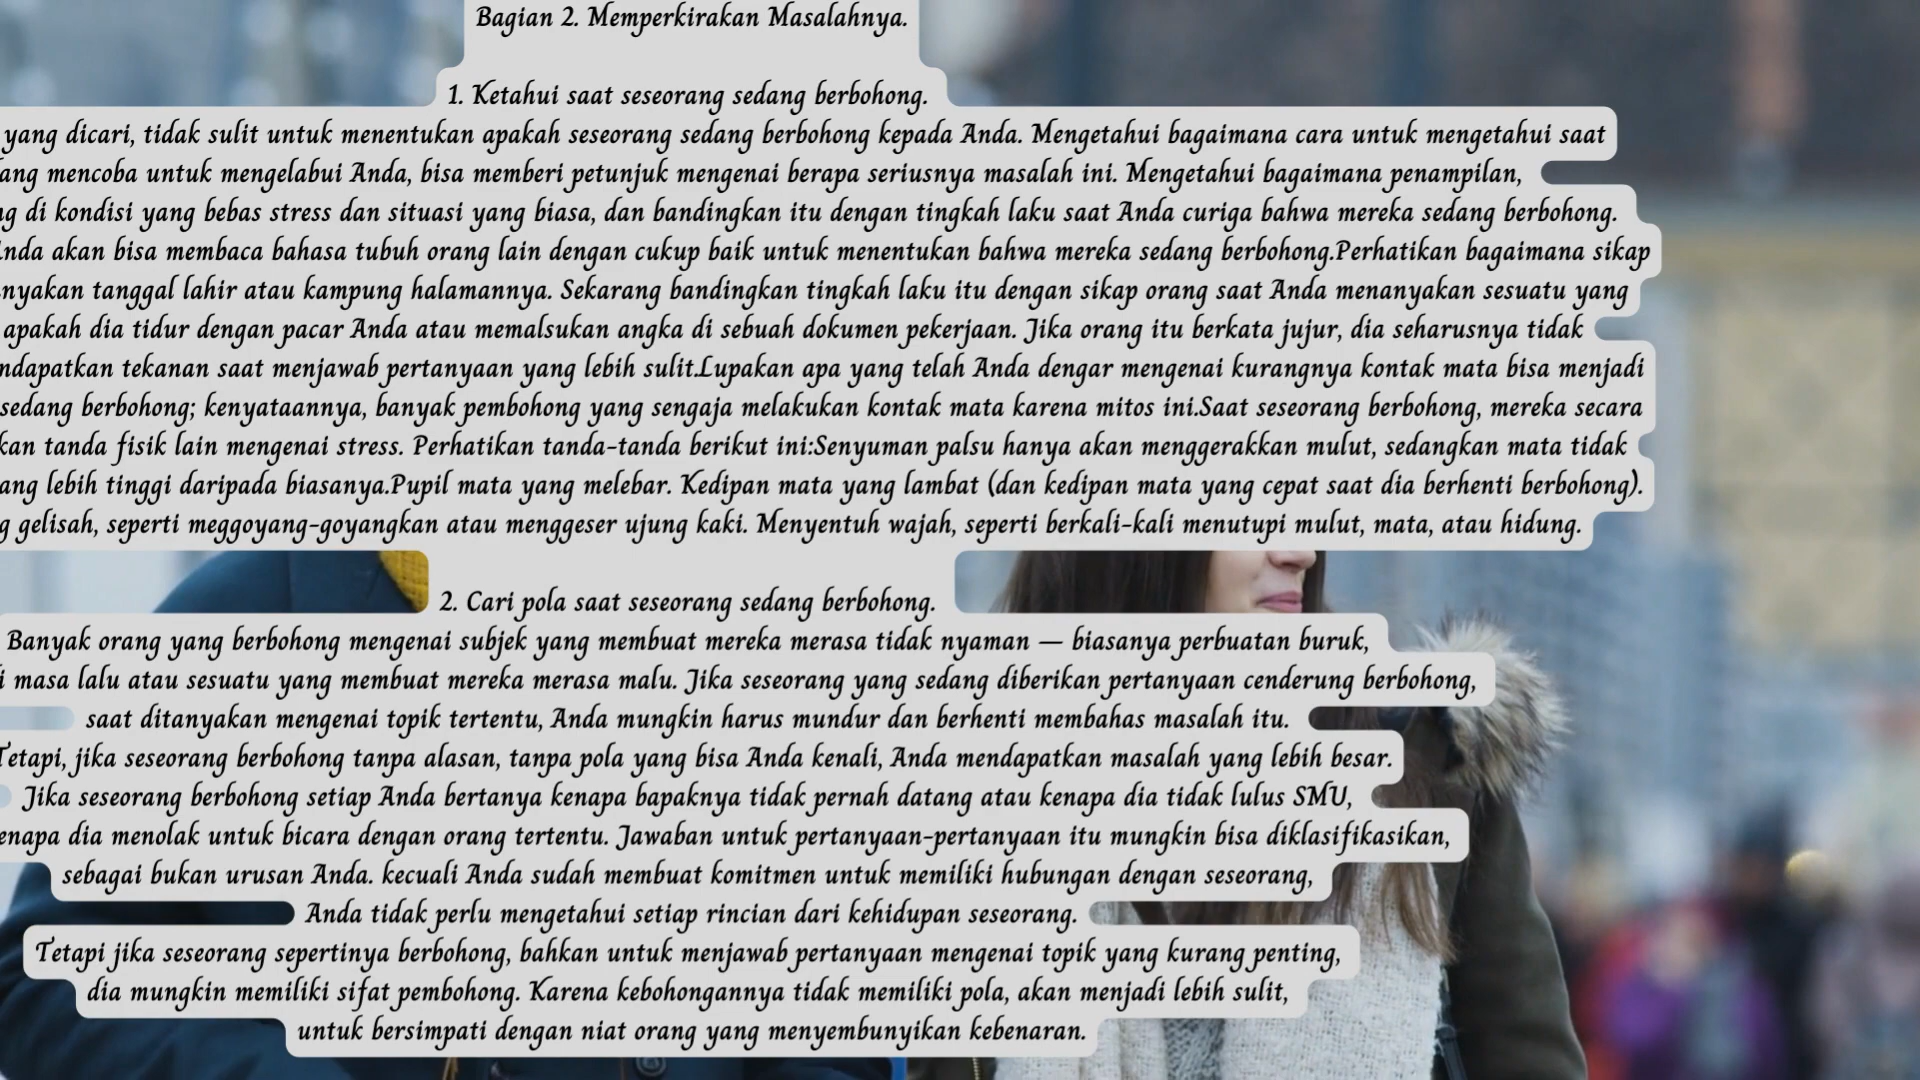 Bagian 2. Memperkirakan Masalahnya.
1. Ketahui saat seseorang sedang berbohong.
yang dicari, tidak sulit untuk menentukan apakah seseorang sedang berbohong kepada Anda. Mengetahui bagaimana cara untuk mengetahui saat
mencoba untuk mengelabui Anda, bisa memberi petunjuk mengenai berapa seriusnya masalah ini. Mengetahui bagaimana penampilan,
di kondisi yang bebas stress dan situasi yang biasa, dan bandingkan itu dengan tingkah laku saat Anda curiga bahwa mereka sedang berbohong.
Anda akan bisa membaca bahasa tubuh orang lain dengan cukup baik untuk menentukan bahwa mereka sedang berbohong.Perhatikan bagaimana sikap
tanggal lahir atau kampung halamannya. Sekarang bandingkan tingkah laku itu dengan sikap orang saat Anda menanyakan sesuatu yang
apakah dia tidur dengan pacar Anda atau memalsukan angka di sebuah dokumen pekerjaan. Jika orang itu berkata jujur, dia seharusnya tidak
tekanan saat menjawab pertanyaan yang lebih sulit.Lupakan apa yang telah Anda dengar mengenai kurangnya kontak mata bisa menjadi
sedang berbohong; kenyataannya, banyak pembohong yang sengaja melakukan kontak mata karena mitos ini.Saat seseorang berbohong, mereka secara
tanda fisik lain mengenai stress. Perhatikan tanda-tanda berikut ini:Senyuman palsu hanya akan menggerakkan mulut, sedangkan mata tidak
lebih tinggi daripada biasanya.Pupil mata yang melebar. Kedipan mata yang lambat (dan kedipan mata yang cepat saat dia berhenti berbohong).
gelisah, seperti meggoyang-goyangkan atau menggeser ujung kaki. Menyentuh wajah, seperti berkali-kali menutupi mulut, mata, atau hidung.
2. Cari pola saat seseorang sedang berbohong.
Banyak orang yang berbohong mengenai subjek yang membuat mereka merasa tidak nyaman — biasanya perbuatan buruk,
masa lalu atau sesuatu yang membuat mereka merasa malu. Jika seseorang yang sedang diberikan pertanyaan cenderung berbohong,
saat ditanyakan mengenai topik tertentu, Anda mungkin harus mundur dan berhenti membahas masalah itu.
Tetapi, jika seseorang berbohong tanpa alasan, tanpa pola yang bisa Anda kenali, Anda mendapatkan masalah yang lebih besar.
Jika seseorang berbohong setiap Anda bertanya kenapa bapaknya tidak pernah datang atau kenapa dia tidak lulus SMU,
dia menolak untuk bicara dengan orang tertentu. Jawaban untuk pertanyaan-pertanyaan itu mungkin bisa diklasifikasikan,
sebagai bukan urusan Anda. kecuali Anda sudah membuat komitmen untuk memiliki hubungan dengan seseorang,
Anda tidak perlu mengetahui setiap rincian dari kehidupan seseorang.
Tetapi jika seseorang sepertinya berbohong, bahkan untuk menjawab pertanyaan mengenai topik yang kurang penting,
dia mungkin memiliki sifat pembohong. Karena kebohongannya tidak memiliki pola, akan menjadi lebih sulit,
untuk bersimpati dengan niat orang yang menyembunyikan kebenaran.